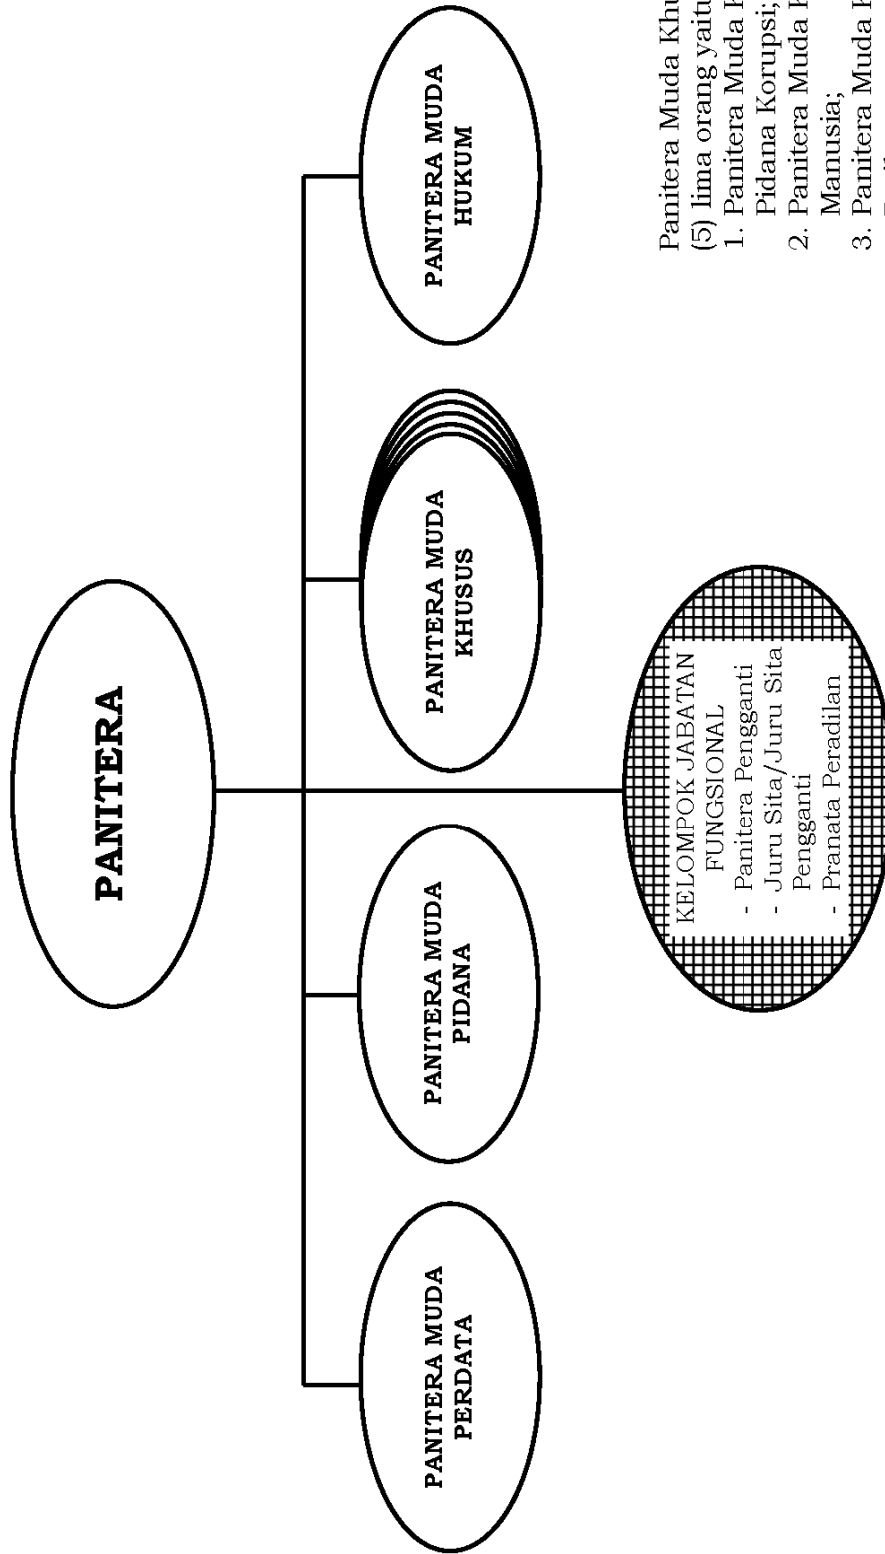 PANITERA
PANITERA MUDA
PERDATA
PANITERA MUDA
PIDANA
PANITERA MUDA
KHUSUS
PANITERA MUDA
HUKUM
KELOMPOK JABATAN
FUNGSIONAL
- Panitera Pengganti
- Juru Sita/Juru Sita
Pengganti
- Pranata Peradilan
Panitera Muda
(5) lima orang yaitu
1. Panitera Muda
Pidana Korupsi;
2. Panitera Muda
Manusia;
3. Panitera Muda